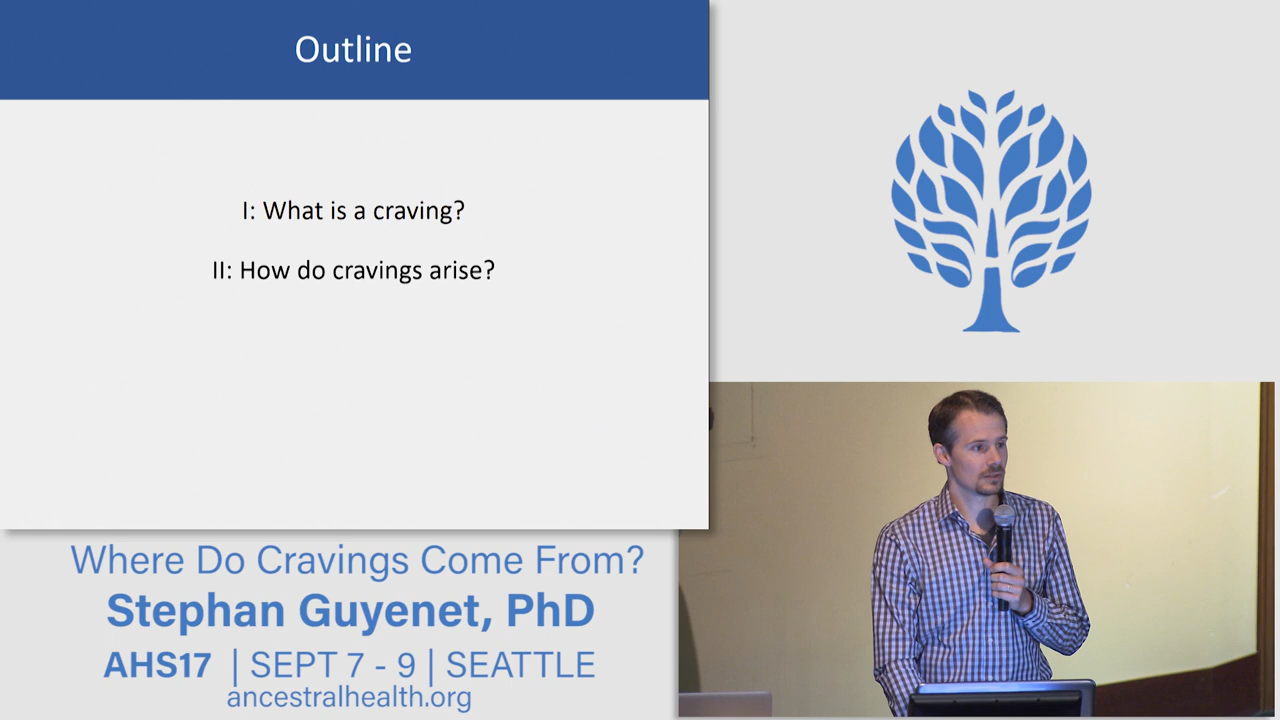 Outline
I: What is a craving?
II: How do cravings arise?
Where Do Cravings Come From?
Stephan Guyenet, PhD
AHS17 | SEPT 7 - 9 | SEATTLE
ancestralhealth.org